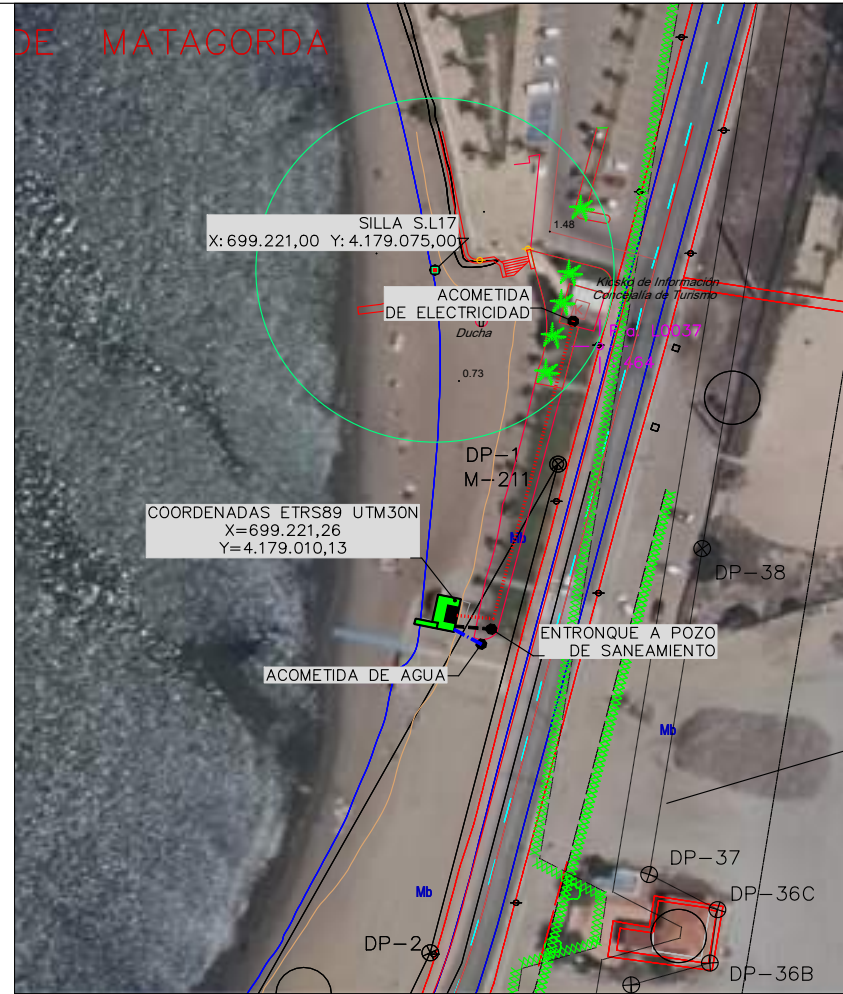 DE MATAGORDA
SILLA S.L17
X: 699.221,00 Y: 4.179.075,00
1.48
ACOMETIDA
DE ELECTRICIDAD
Kiosko de Información
Concejalía de Turismo
Ducha
L0037
464
0.73
DP-1
M-211
COORDENADAS ETRS89 UTM30N
X=699.221,26
Y=4.179.010,13
Mb
DP-38
ENTRONQUE A POZO
DE SANEAMIENTO
ACOMETIDA DE AGUA
Mb
DP-37
Mb
DP-36C
DP-2
DP-36B